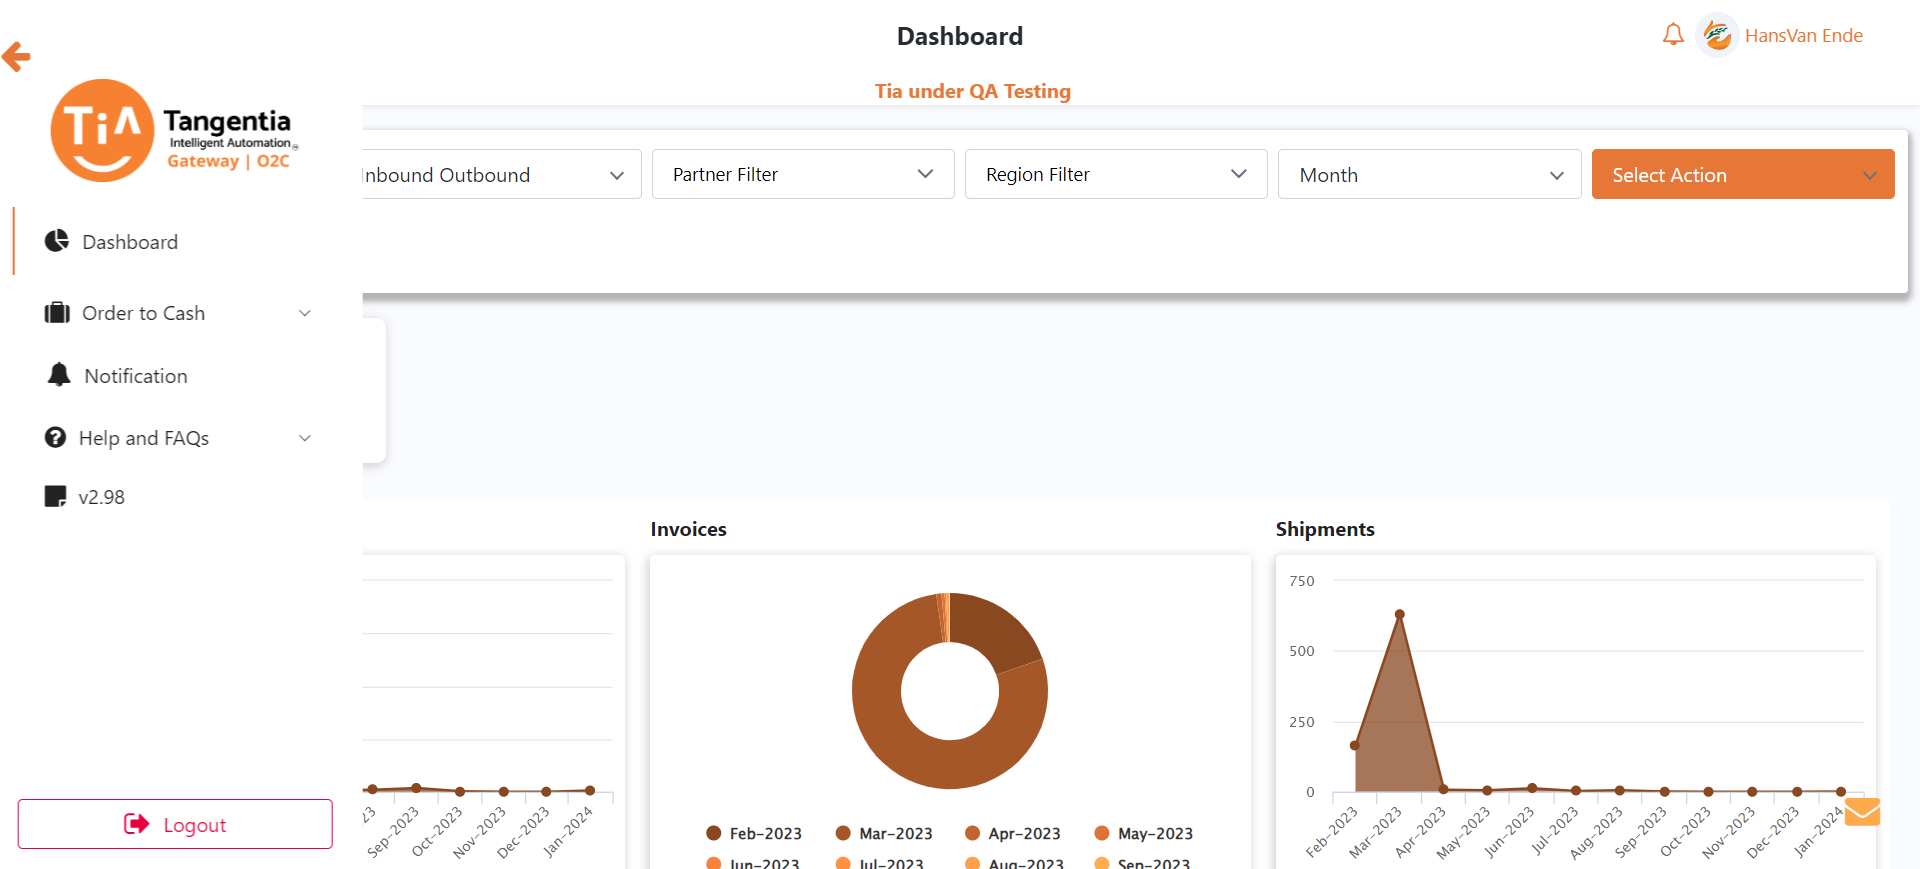 Dashboard
HansVan Ende
Tia under QA Testing
TiA
Tangentia
Intelligent Automation
Gateway | O2C
Inbound Outbound
Partner Filter
Region Filter
Month
Select Action
Dashboard
Order to Cash
Notification
Help and FAQs
v2.98
Logout
23
Sep-2023
Oct-2023
Nov-2023
Dec-2023
Jan-2024
Invoices
Feb-2023
Mar-2023
Apr-2023
May-2023
Jun-2023
Jul-2023
Aug-2023
Sep-2023
Shipments
750
500
250
0
Feb-2023
Mar-2023
Apr-2023
May-2023
Jun-2023
Jul-2023
Aug-2023
Sep-2023
Oct-2023
Nov-2023
Dec-2023
Jan-2024